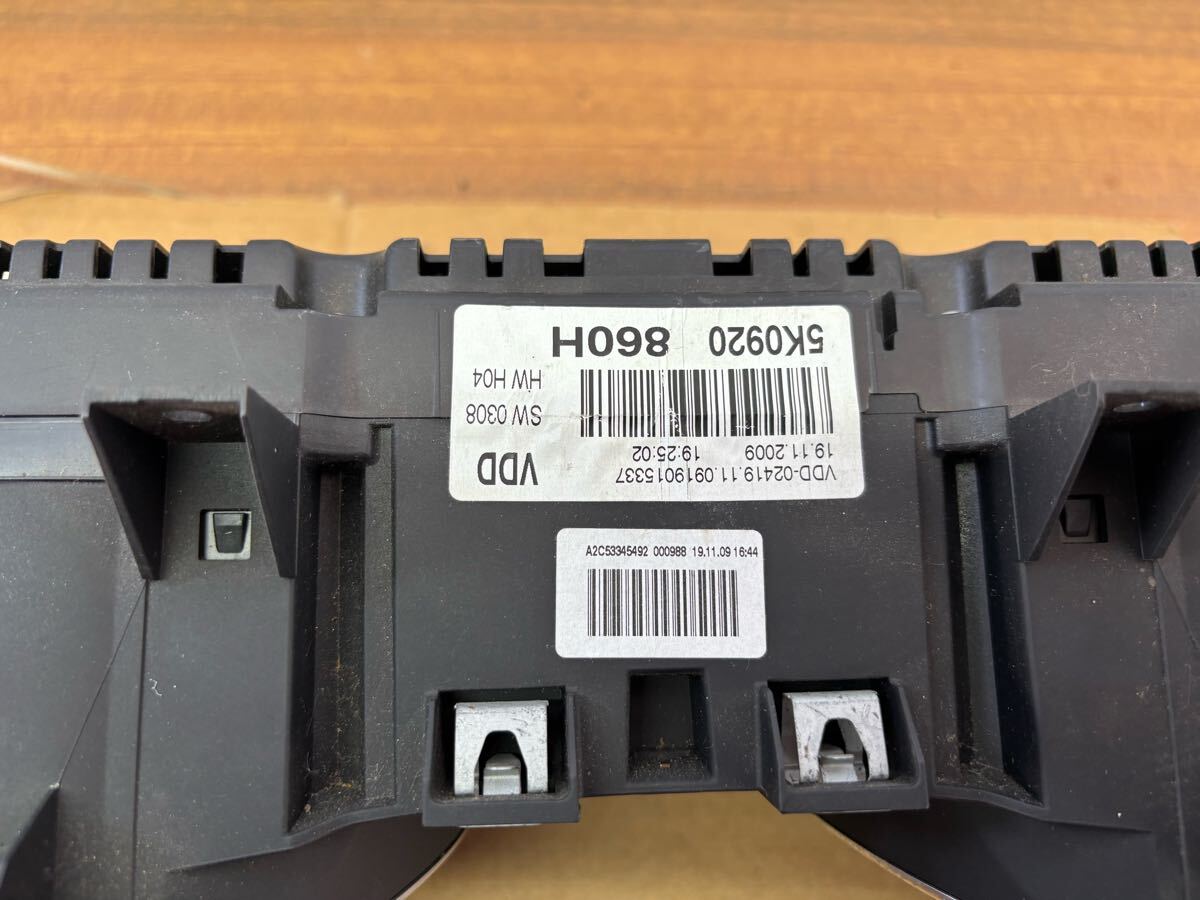 5K0920 860H
HW H04
SW 0308
19.11.2009 19:25:02
VDD-02419.11.0919015337
VDD
A2C53345492 000988 19.11.09 16:44